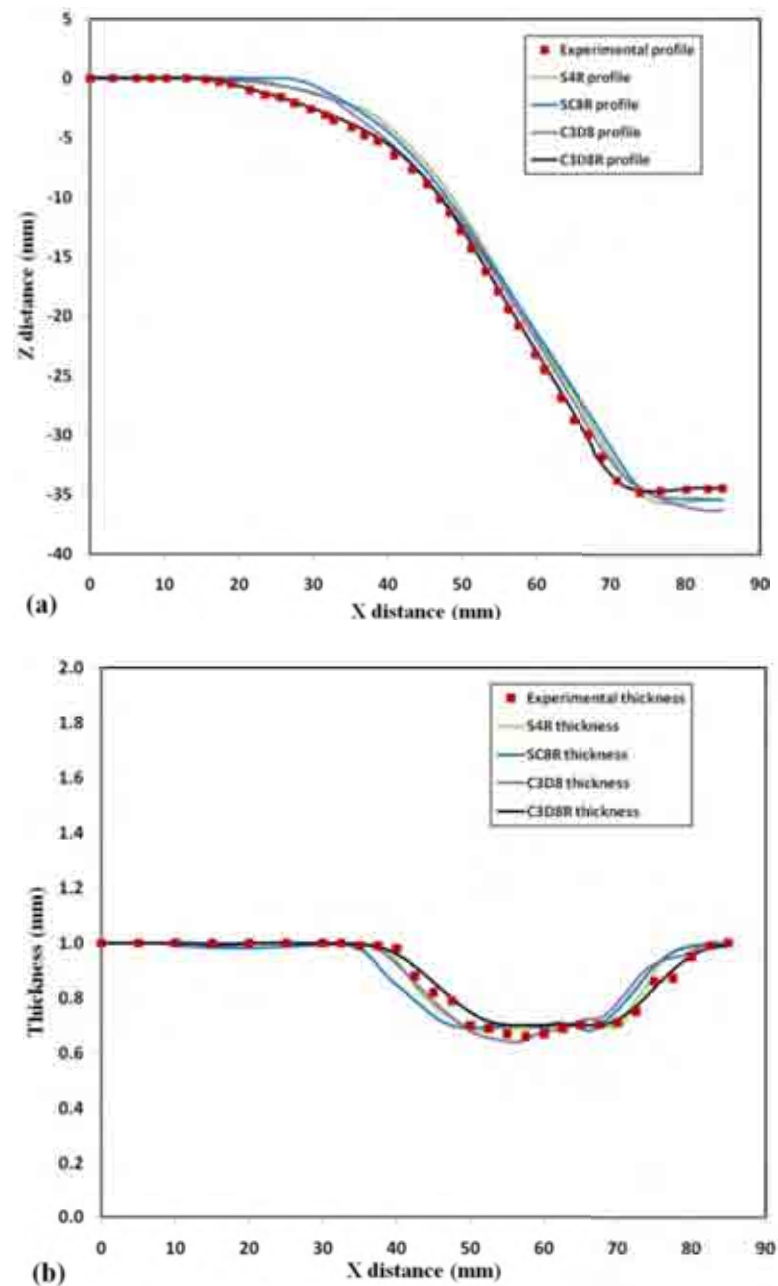 5
0
-5
-10
-15
-20
-25
-30
-35
-40
Z distance (mm)
Experimental profile
S4R profile
SC8R profile
C3D8 profile
C3D8R profile
0 10 20 30 40 50 60 70 80 90
(a)
X distance (mm)
2.0
1.8
1.6
1.4
1.2
1.0
0.8
0.6
0.4
0.2
0.0
Thickness (mm)
Experimental thickness
S4R thickness
SC8R thickness
C3D8 thickness
C3D8R thickness
0 10 20 30 40 50 60 70 80 90
(b)
X distance (mm)